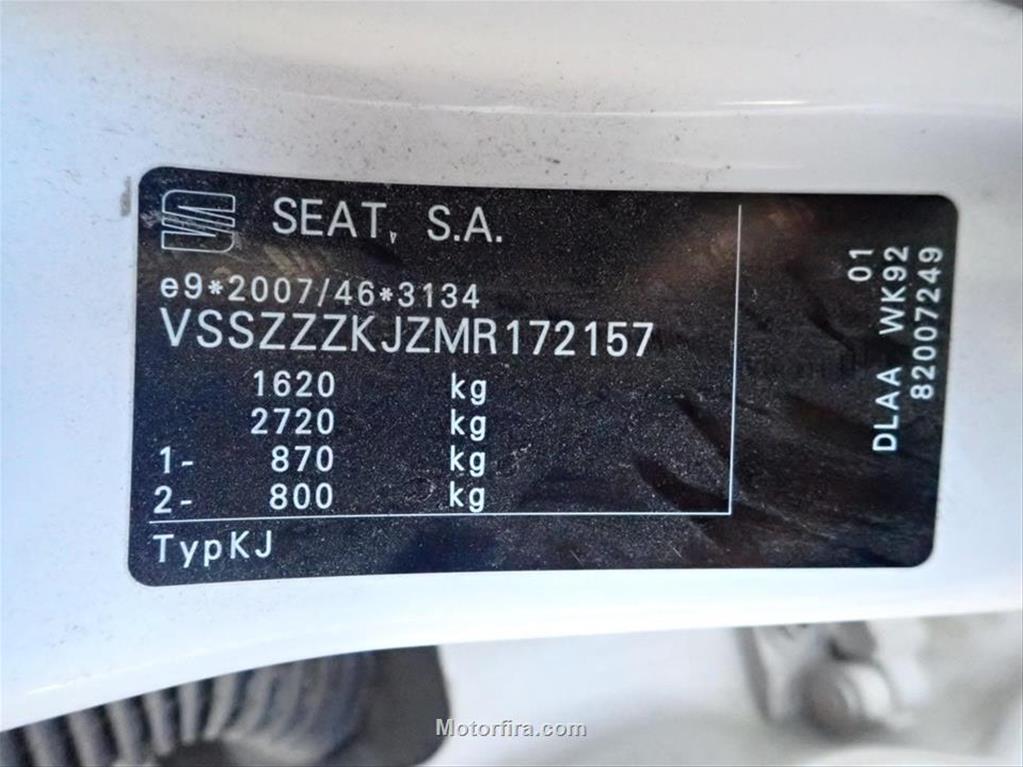 SEAT, S.A.
e9*2007/46*3134
VSSZZZKJZMR172157
1620 kg
2720 kg
1- 870 kg
2- 800 kg
TypKJ
01
DLAA WK92
82007249
Motorfira.com